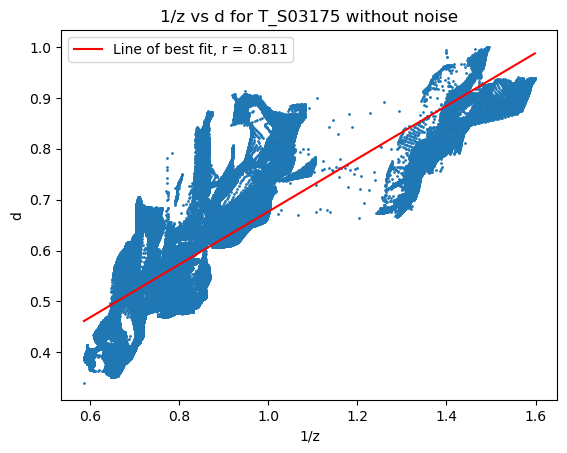 1/z vs d for T_S03175 without noise
Line of best fit, r = 0.811
1.0
0.9
0.8
0.7
0.6
0.5
0.4
d
0.6 0.8 1.0 1.2 1.4 1.6
1/z